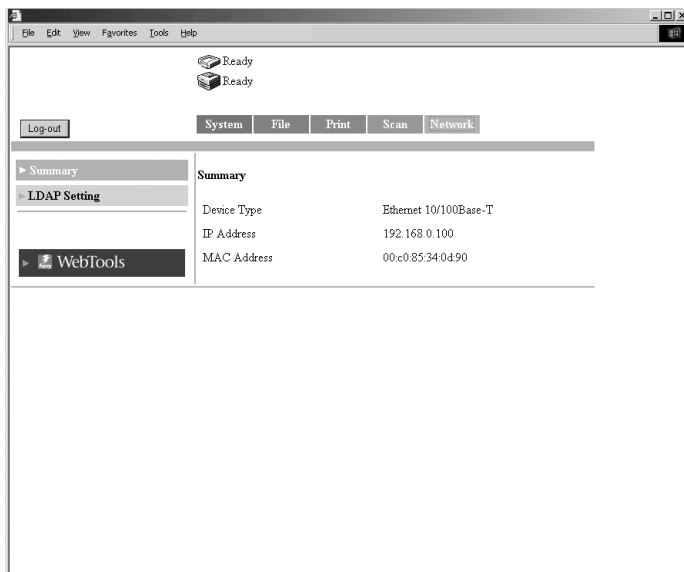 File Edit View Favorites Tools Help
Ready
Ready
Log-out
System File Print Scan Network
Summary
LDAP Setting
WebTools
Summary
Device Type Ethernet 10/100Base-T
IP Address 192.168.0.100
MAC Address 00:c0:85:34:0d:90